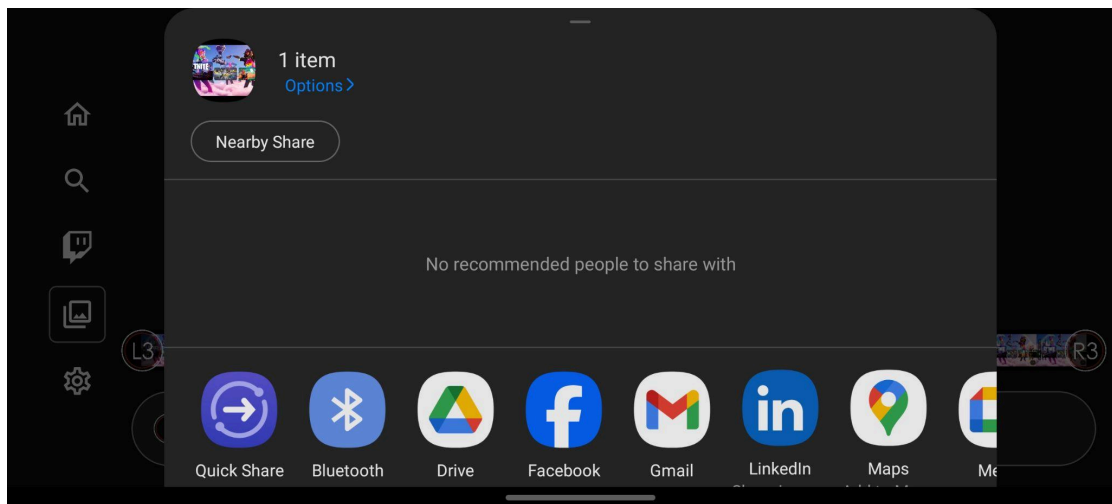 1 item
Options
Nearby Share
No recommended people to share with
L3
R3
Quick Share
Bluetooth
Drive
Facebook
Gmail
LinkedIn
Maps